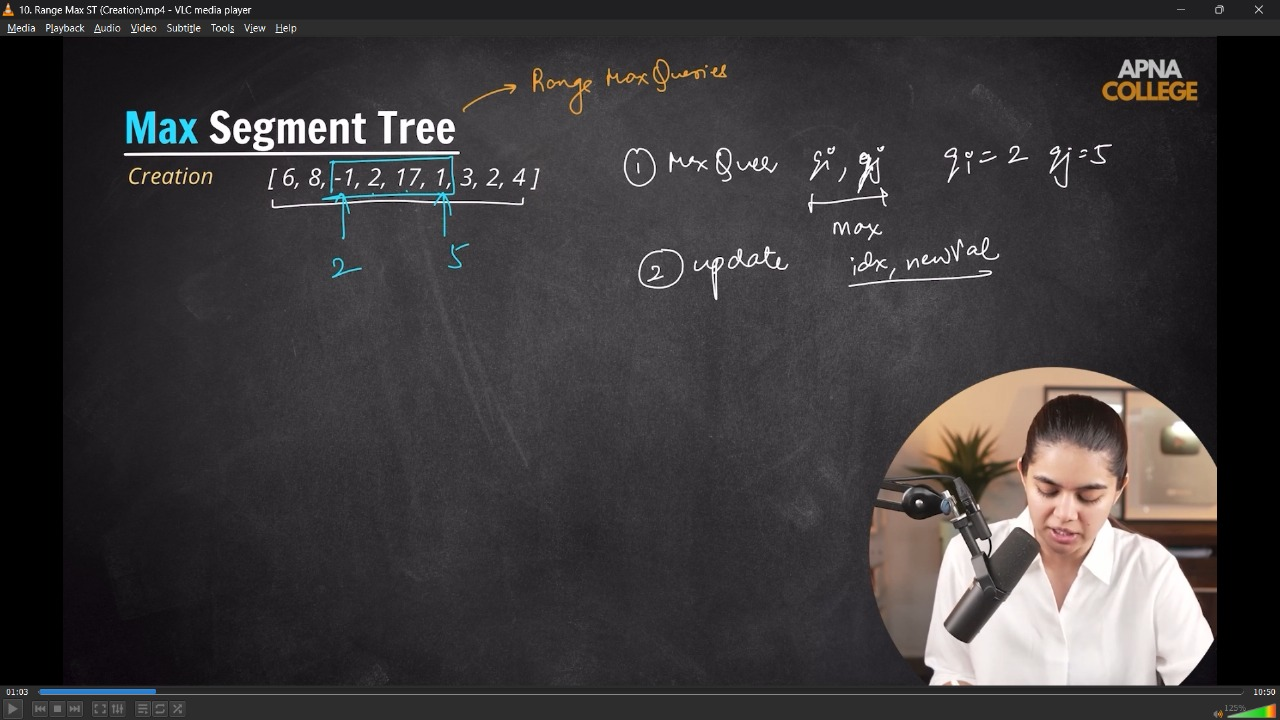 10. Range Max ST (Creation).mp4 - VLC media player
Media Playback Audio Video Subtitle Tools View Help
Range Max Queries
APNA
COLLEGE
Max Segment Tree
Creation [ 6, 8, -1, 2, 17, 1, 3, 2, 4 ]
2 5
1 Max Quer qi, qj qi = 2 qj = 5
max
2 update idx, newVal
01:03 10:50
125%